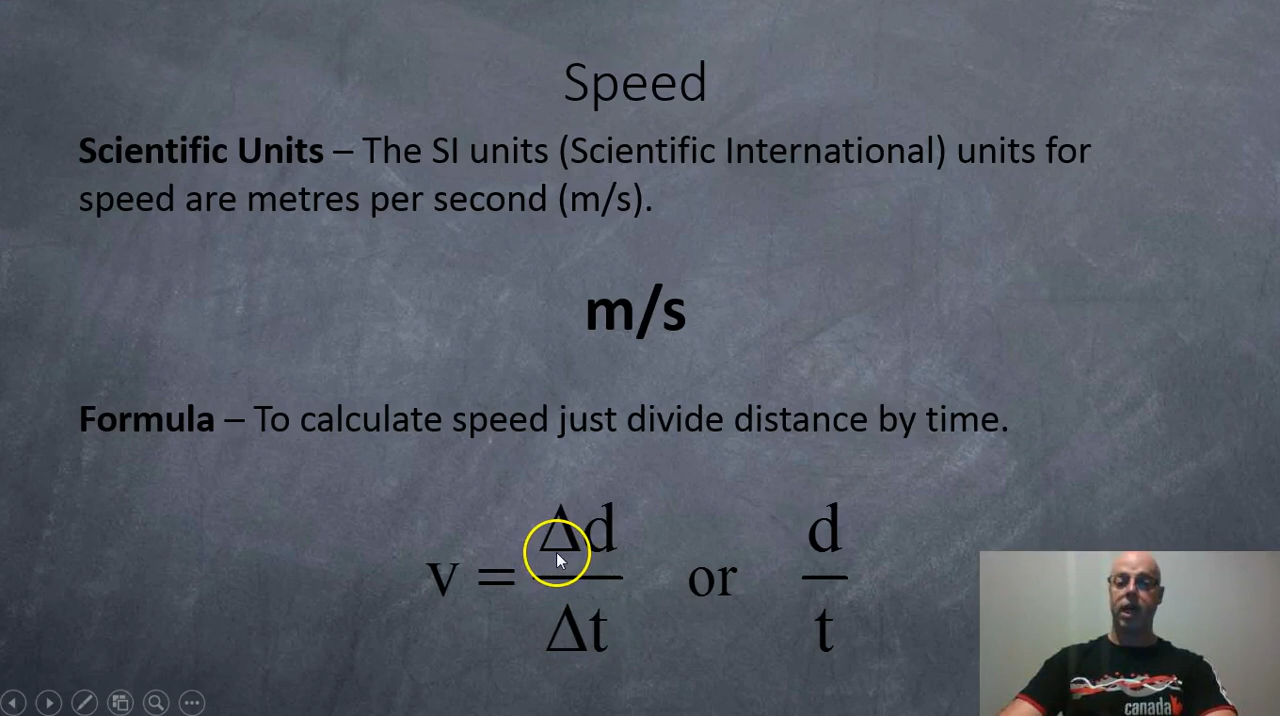 Speed
Scientific Units – The SI units (Scientific International) units for
speed are metres per second (m/s).
m/s
Formula – To calculate speed just divide distance by time.
v = Δd/Δt or d/t
canada